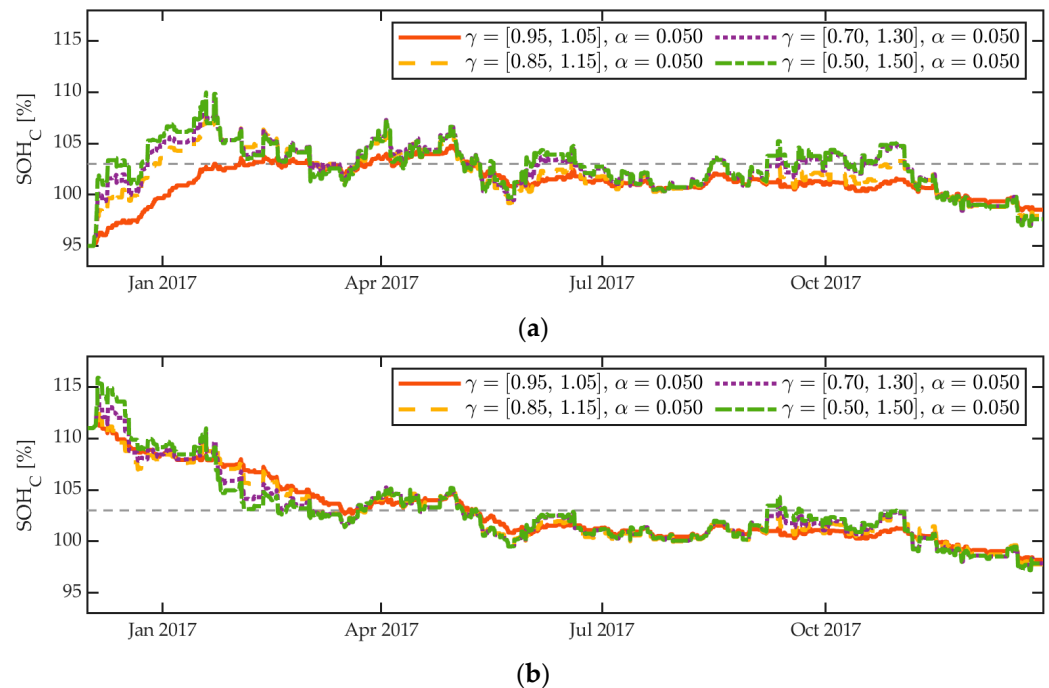 115
110
105
100
95
SOH_C [%]
γ = [0.95, 1.05], α = 0.050
γ = [0.70, 1.30], α = 0.050
γ = [0.85, 1.15], α = 0.050
γ = [0.50, 1.50], α = 0.050
Jan 2017
Apr 2017
Jul 2017
Oct 2017
(a)
115
110
105
100
95
SOH_C [%]
γ = [0.95, 1.05], α = 0.050
γ = [0.70, 1.30], α = 0.050
γ = [0.85, 1.15], α = 0.050
γ = [0.50, 1.50], α = 0.050
Jan 2017
Apr 2017
Jul 2017
Oct 2017
(b)